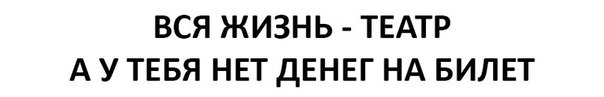 ВСЯ ЖИЗНЬ - ТЕАТР
А У ТЕБЯ НЕТ ДЕНЕГ НА БИЛЕТ